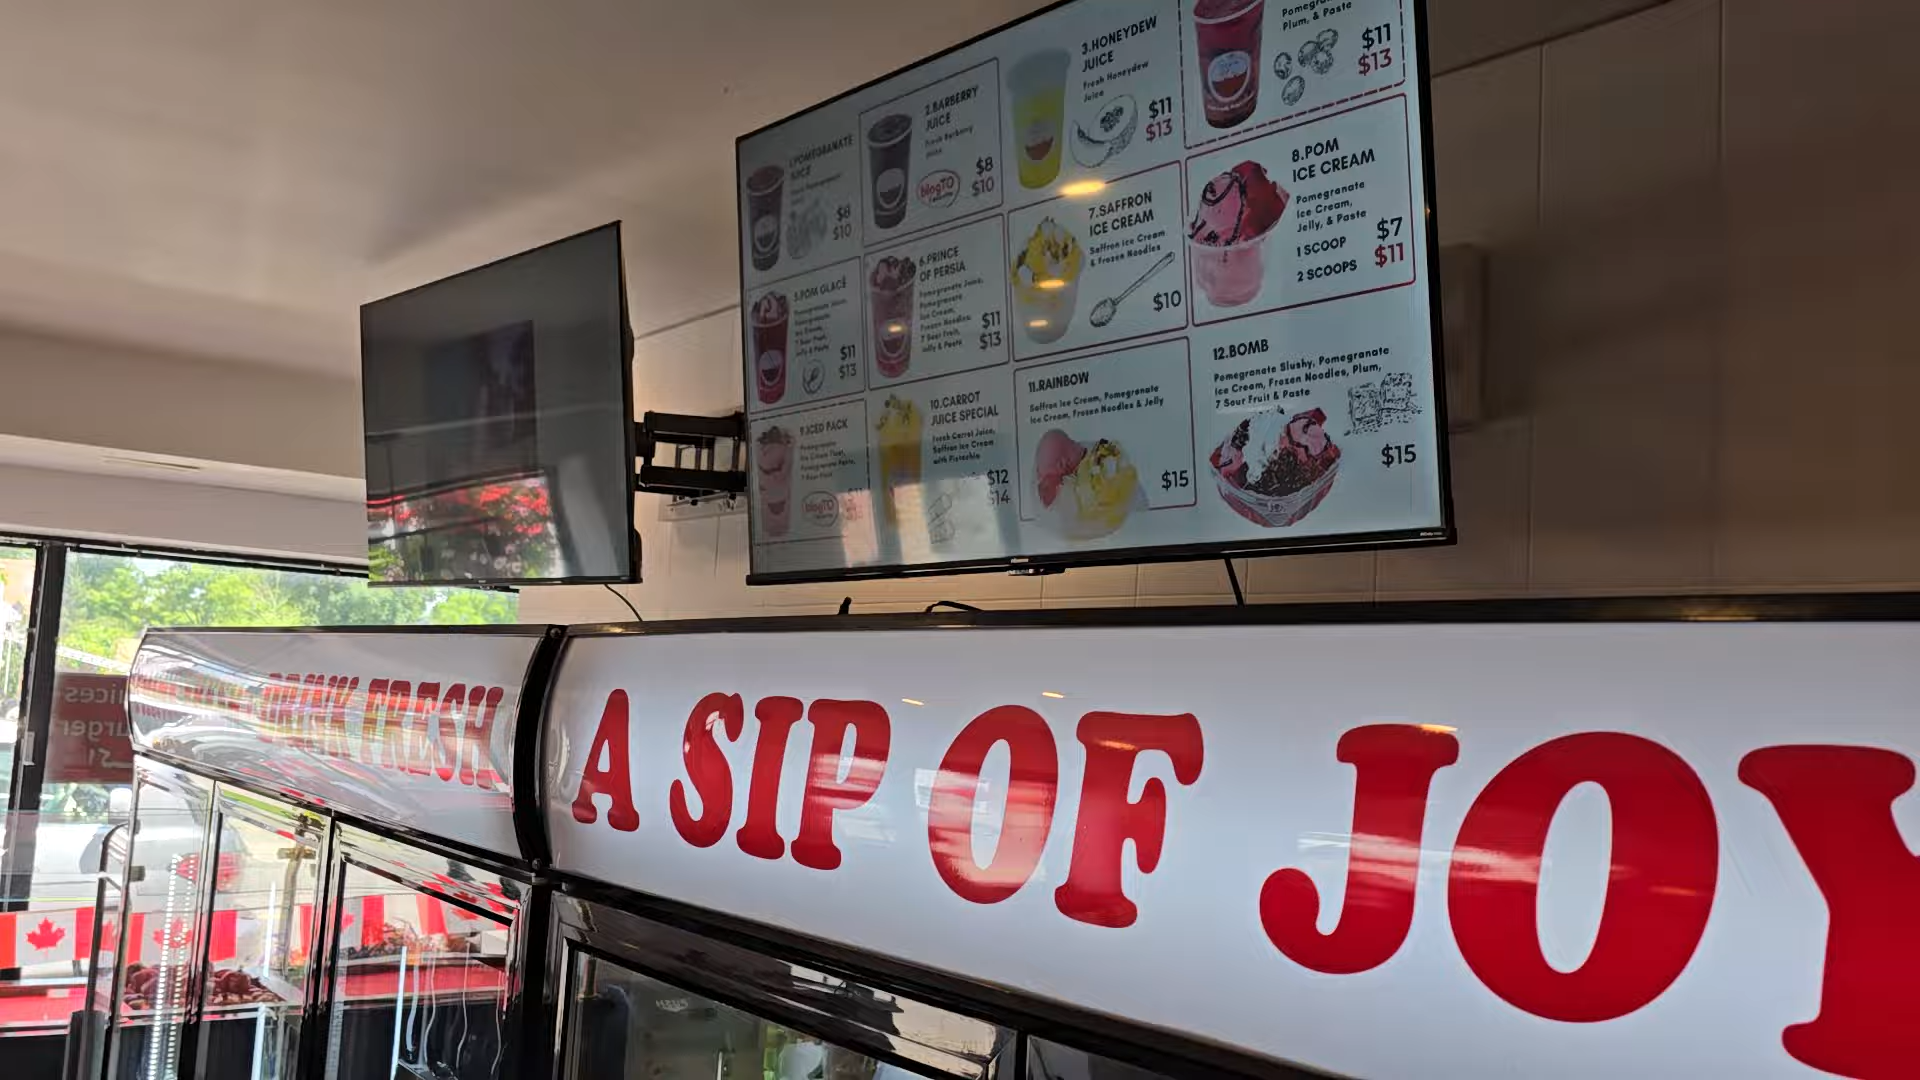 1.POMEGRANATE
JUICE
$8
$10
2.BARBERRY
JUICE
Fresh Barberry
Juice
blogTO
$8
$10
3.HONEYDEW
JUICE
Fresh Honeydew
Juice
$11
$13
Plum, & Paste
$11
$13
5.POM GLACÉ
Jelly & Paste
$11
$13
6.PRINCE
OF PERSIA
Pomegranate Juice,
Pomegranate
Ice Cream,
Frozen Noodles,
7 Sour Fruit,
Jelly & Paste
$11
$13
7.SAFFRON
ICE CREAM
Saffron Ice Cream
& Frozen Noodles
$10
8.POM
ICE CREAM
Pomegranate
Ice Cream,
Jelly, & Paste
1 SCOOP $7
2 SCOOPS $11
9.ICED PACK
blogTO
10.CARROT
JUICE SPECIAL
Fresh Carrot Juice,
Saffron Ice Cream
with Pistachio
$12
$14
11.RAINBOW
Saffron Ice Cream, Pomegranate
Ice Cream, Frozen Noodles & Jelly
$15
12.BOMB
Pomegranate Slushy, Pomegranate
Ice Cream, Frozen Noodles, Plum,
7 Sour Fruit & Paste
$15
Hisense
DRINK FRESH
A SIP OF JOY